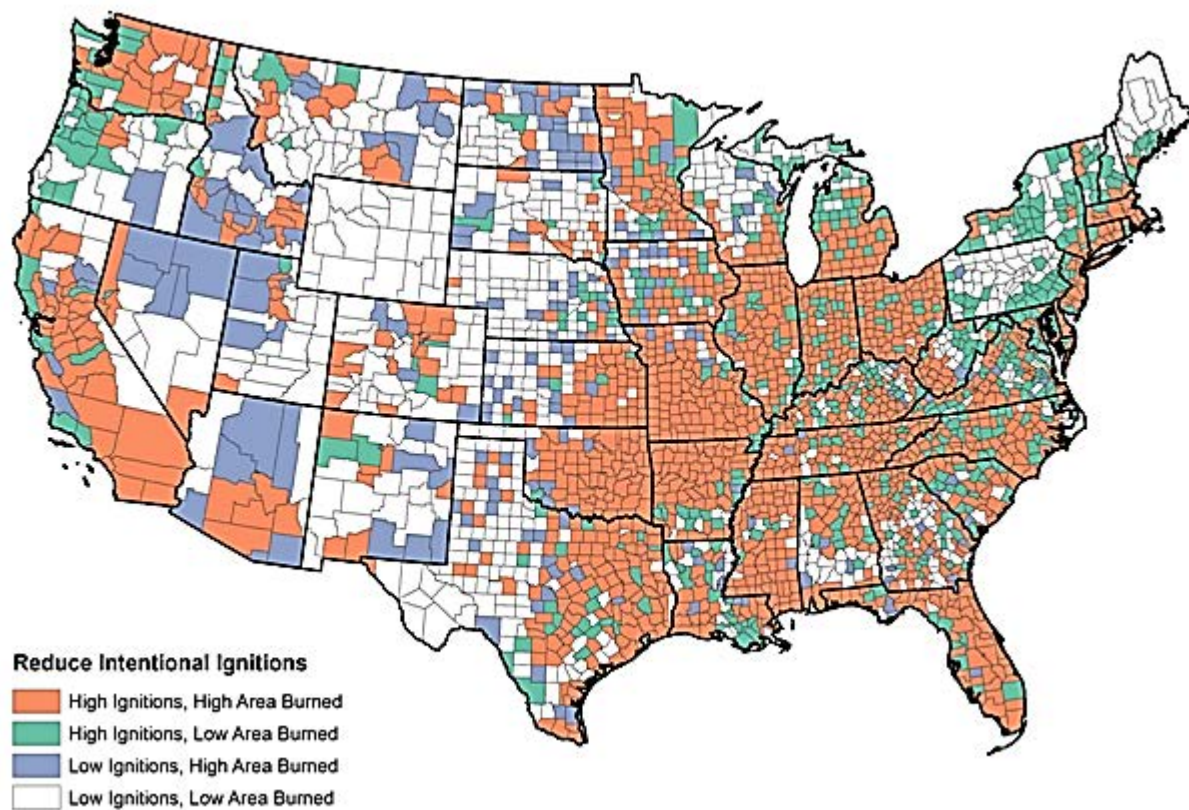 Reduce Intentional Ignitions
High Ignitions, High Area Burned
High Ignitions, Low Area Burned
Low Ignitions, High Area Burned
Low Ignitions, Low Area Burned